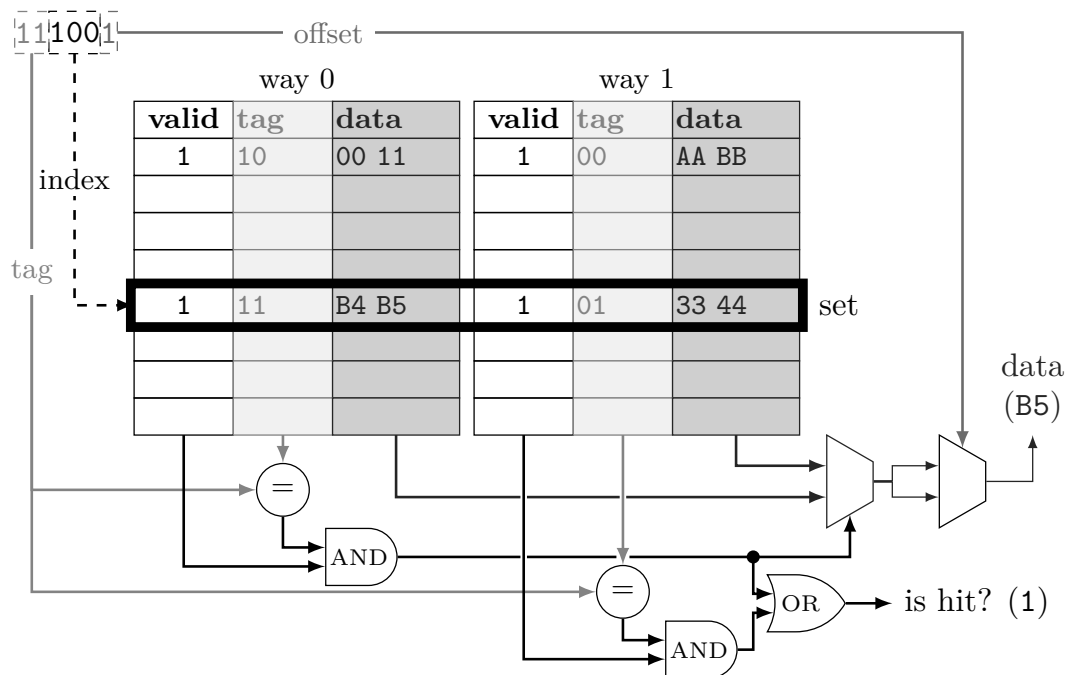 111001
offset
way 0
way 1
valid tag data valid tag data
1 10 00 11 1 00 AA BB
index
tag
1 11 B4 B5 1 01 33 44 set
data
(B5)
=
AND
=
OR
is hit? (1)
AND